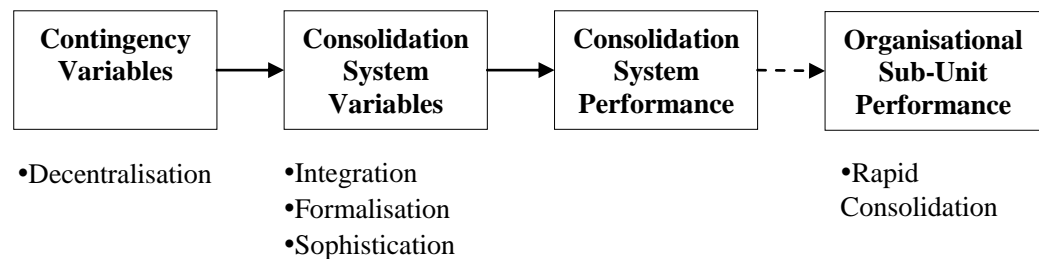 Contingency
Variables
Consolidation
System
Variables
Consolidation
System
Performance
Organisational
Sub-Unit
Performance
•Decentralisation
•Integration
•Formalisation
•Sophistication
•Rapid
Consolidation